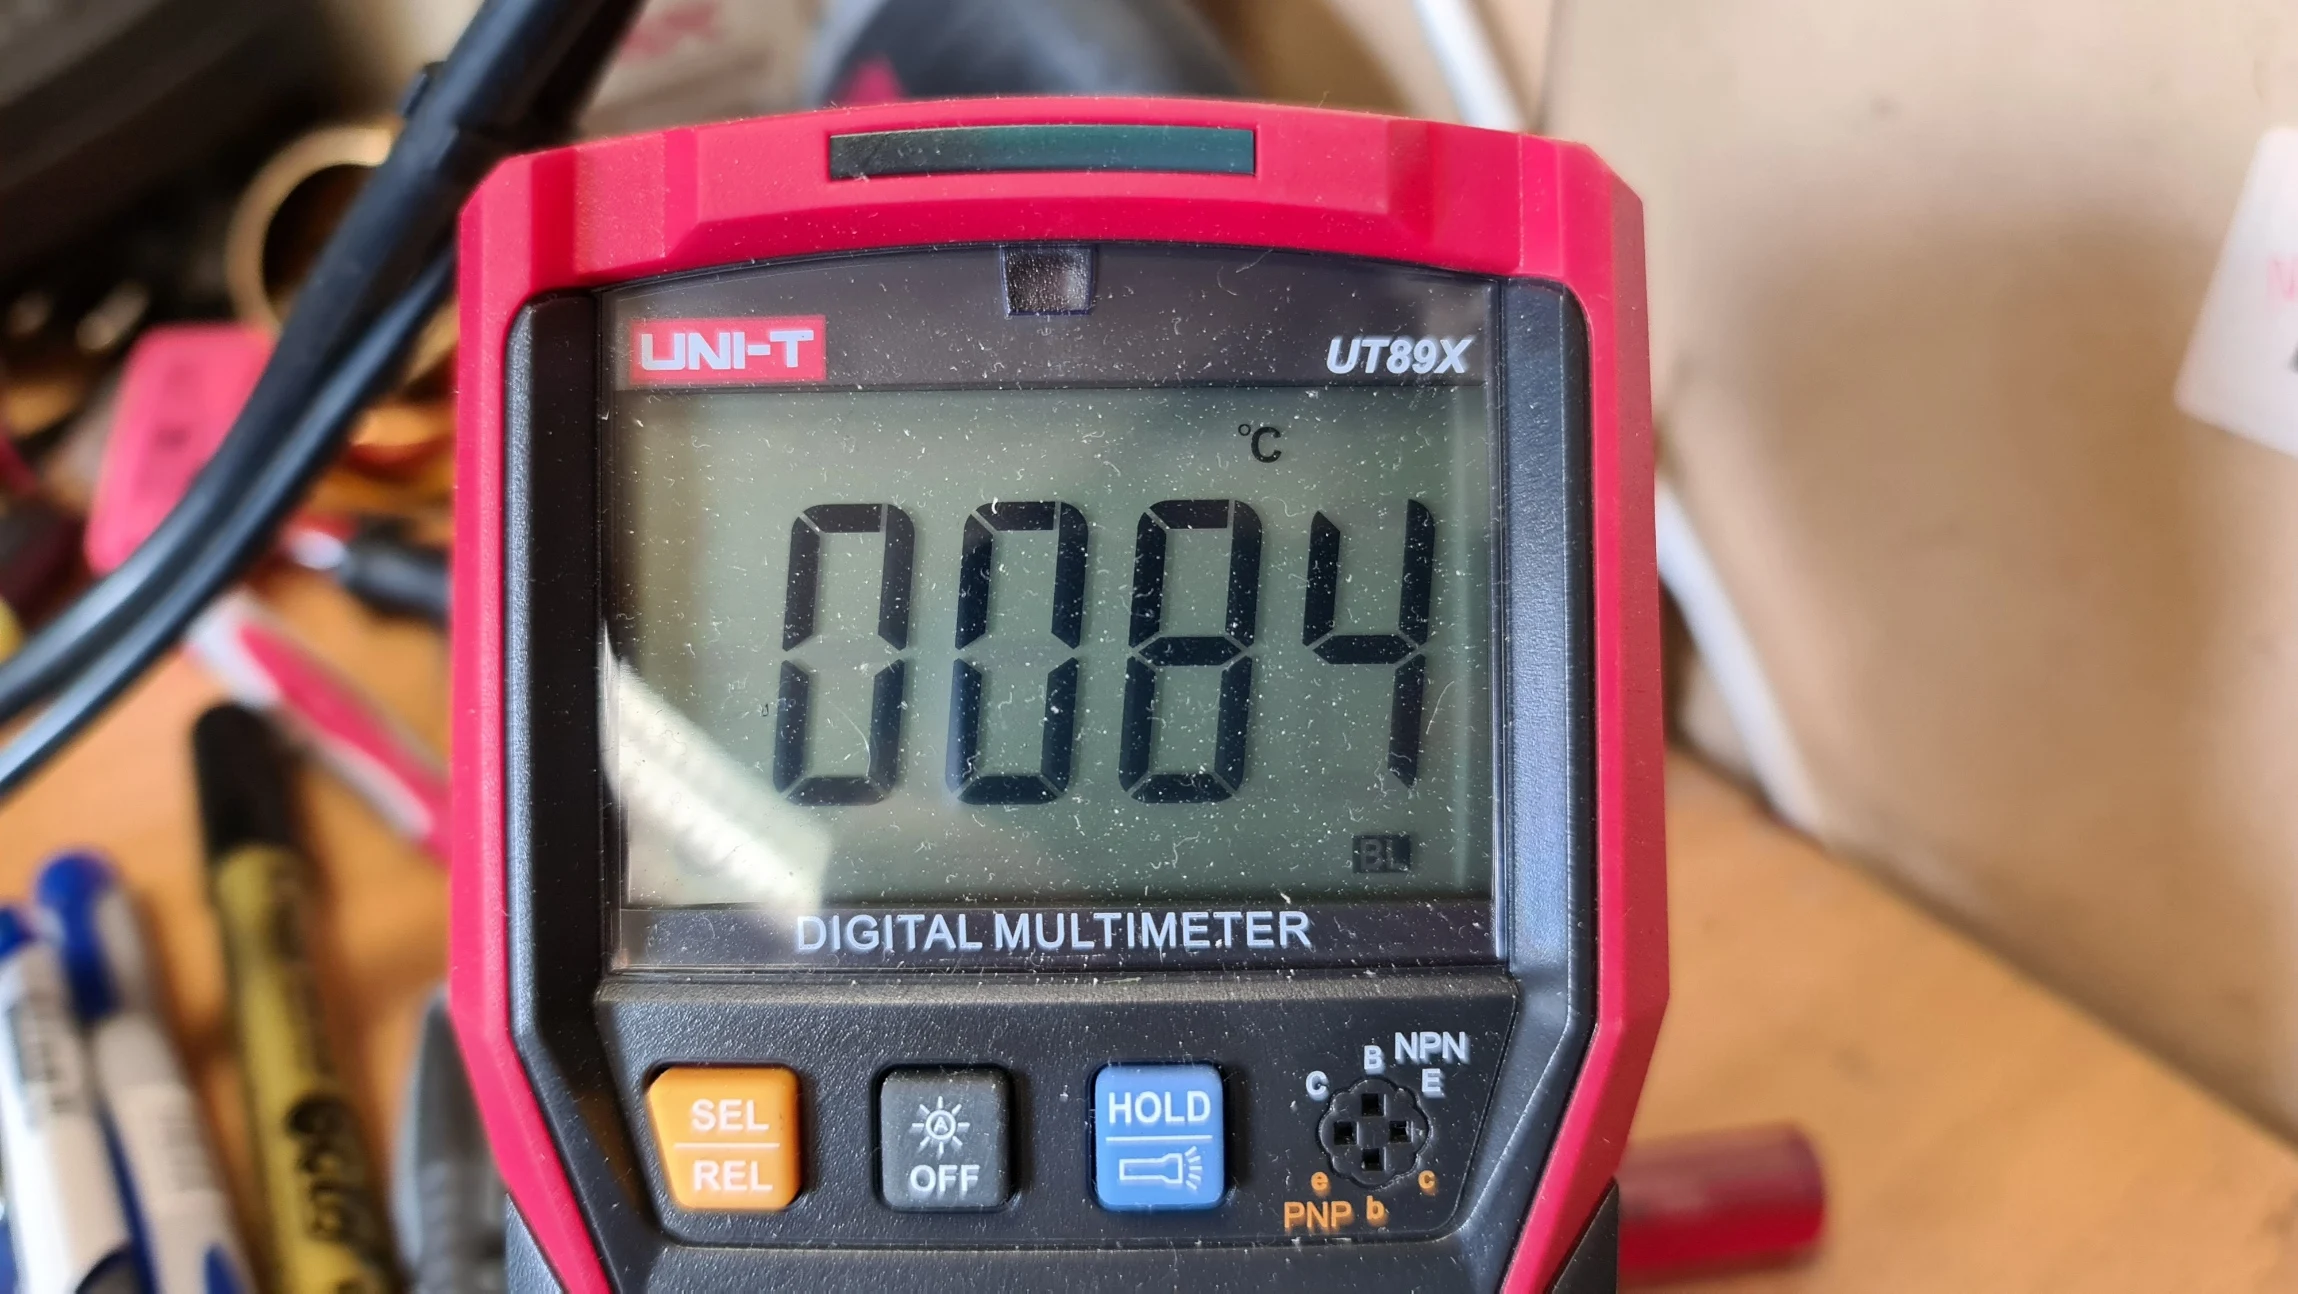 UNI-T
UT89X
°C
0084
BL
DIGITAL MULTIMETER
SEL
REL
A
OFF
HOLD
NPN
B
C
E
e
c
PNP b